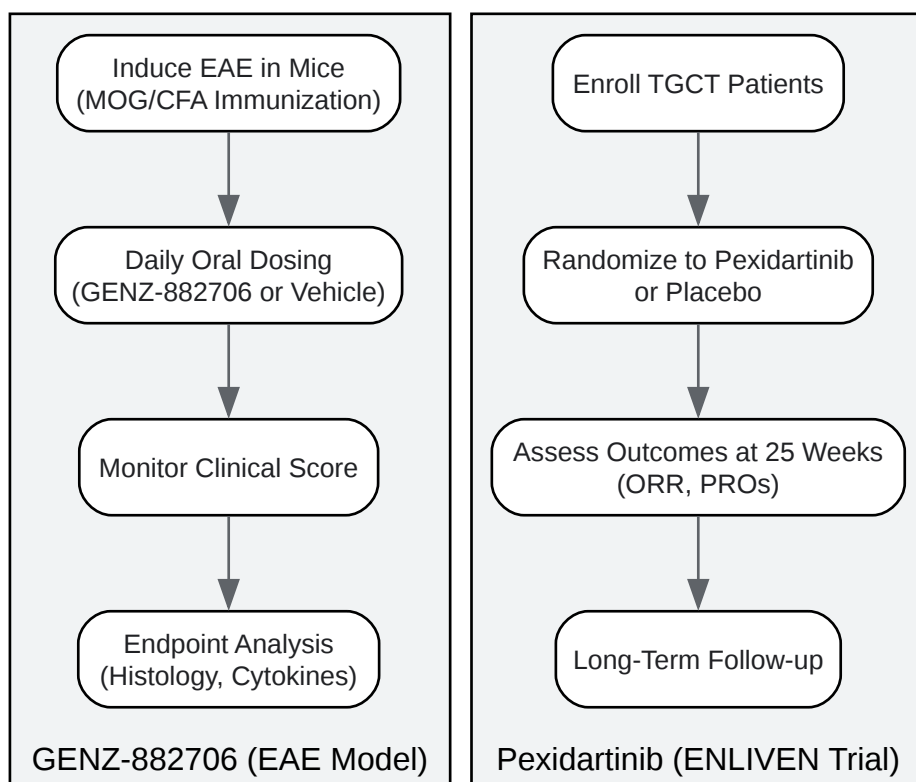 Induce EAE in Mice
(MOG/CFA Immunization)
Daily Oral Dosing
(GENZ-882706 or Vehicle)
Monitor Clinical Score
Endpoint Analysis
(Histology, Cytokines)
GENZ-882706 (EAE Model)
Enroll TGCT Patients
Randomize to Pexidartinib
or Placebo
Assess Outcomes at 25 Weeks
(ORR, PROs)
Long-Term Follow-up
Pexidartinib (ENLIVEN Trial)